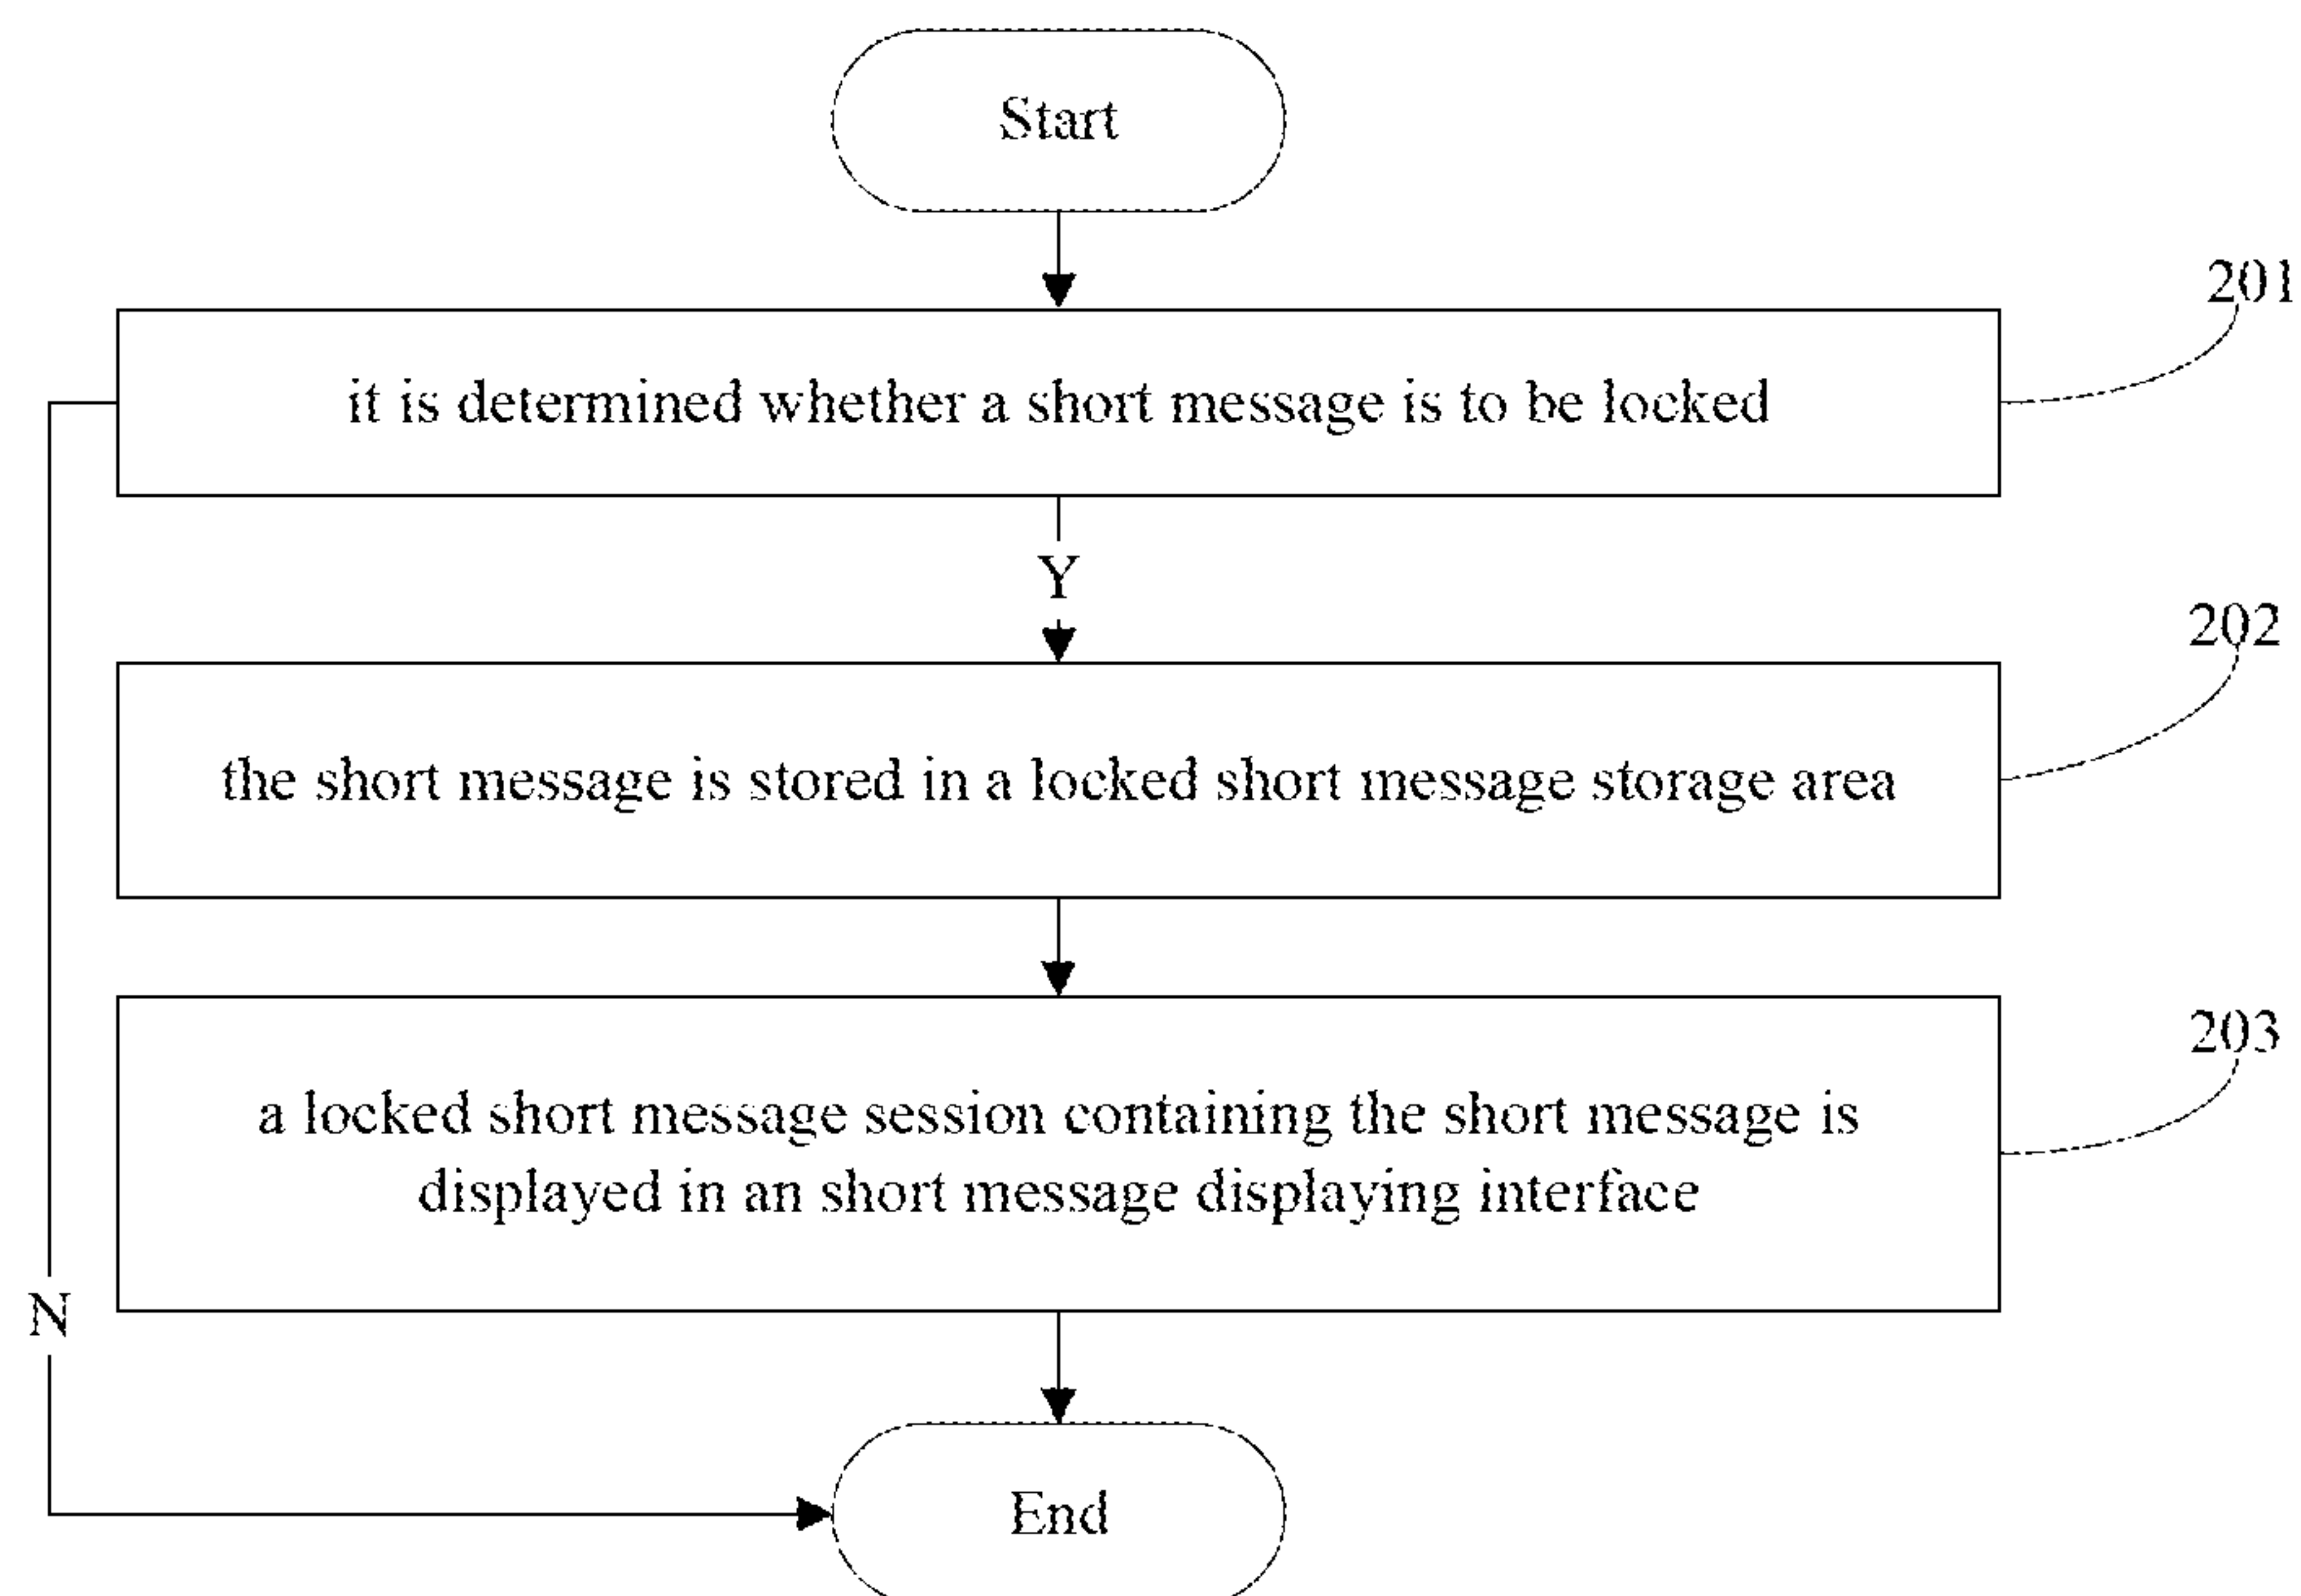 Start
201
it is determined whether a short message is to be locked
Y
202
the short message is stored in a locked short message storage area
203
a locked short message session containing the short message is
displayed in an short message displaying interface
N
End